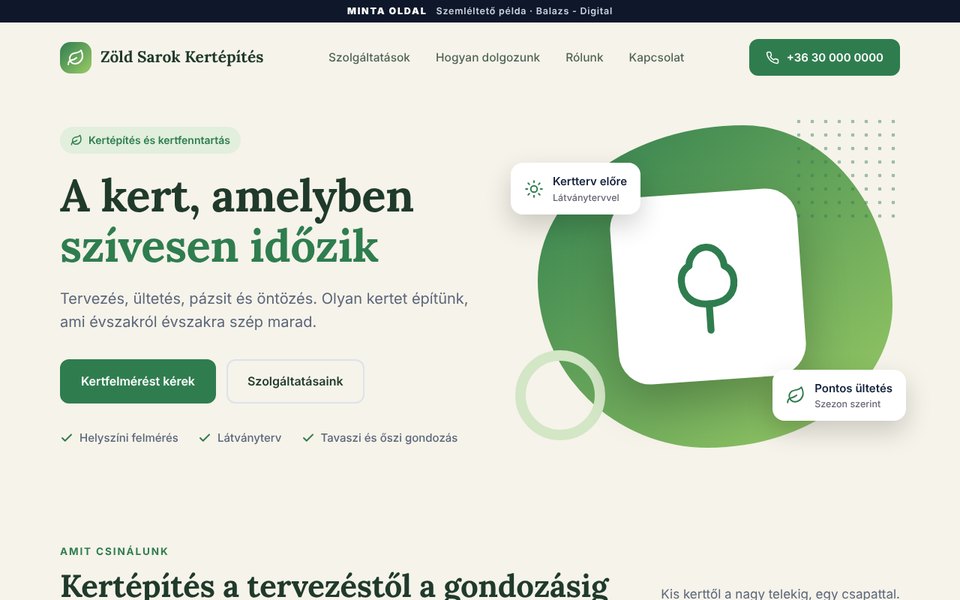 MINTA OLDAL Szemléltető példa · Balazs - Digital
Zöld Sarok Kertépítés
Szolgáltatások
Hogyan dolgozunk
Rólunk
Kapcsolat
+36 30 000 0000
Kertépítés és kertfenntartás
A kert, amelyben
szívesen időzik
Tervezés, ültetés, pázsit és öntözés. Olyan kertet építünk,
ami évszakról évszakra szép marad.
Kertfelmérést kérek
Szolgáltatásaink
Helyszíni felmérés
Látványterv
Tavaszi és őszi gondozás
Kertterv előre
Látványtervvel
Pontos ültetés
Szezon szerint
AMIT CSINÁLUNK
Kertépítés a tervezéstől a gondozásig
Kis kerttől a nagy telekig, egy csapattal.